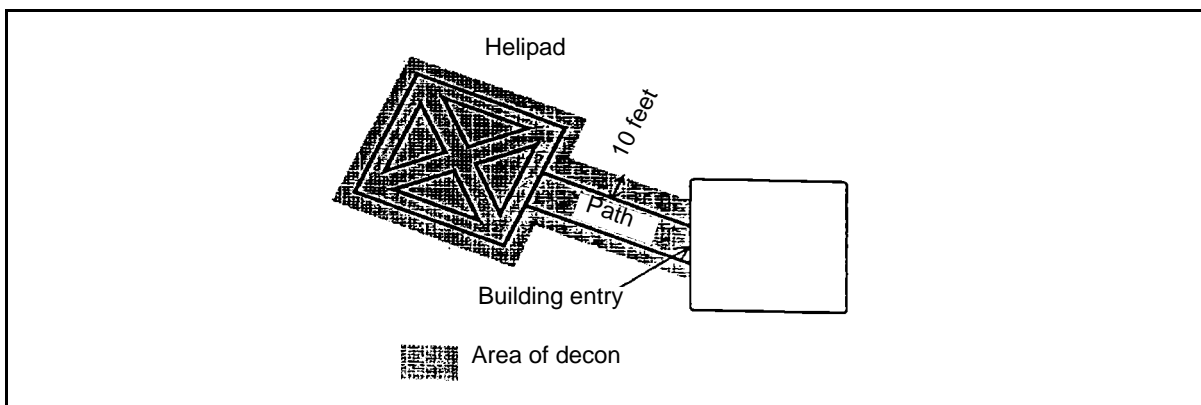 Helipad
10 feet
Path
Building entry
Area of decon